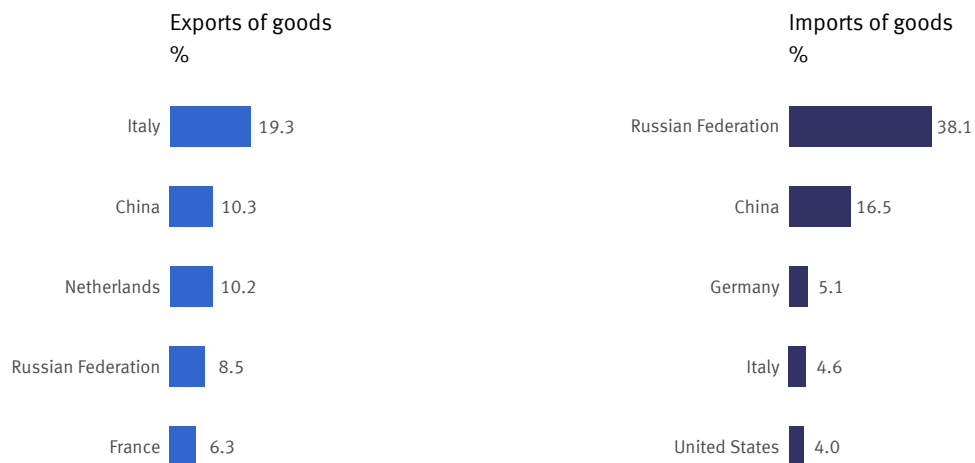 Exports of goods
%
Italy 19.3
China 10.3
Netherlands 10.2
Russian Federation 8.5
France 6.3
Imports of goods
%
Russian Federation 38.1
China 16.5
Germany 5.1
Italy 4.6
United States 4.0